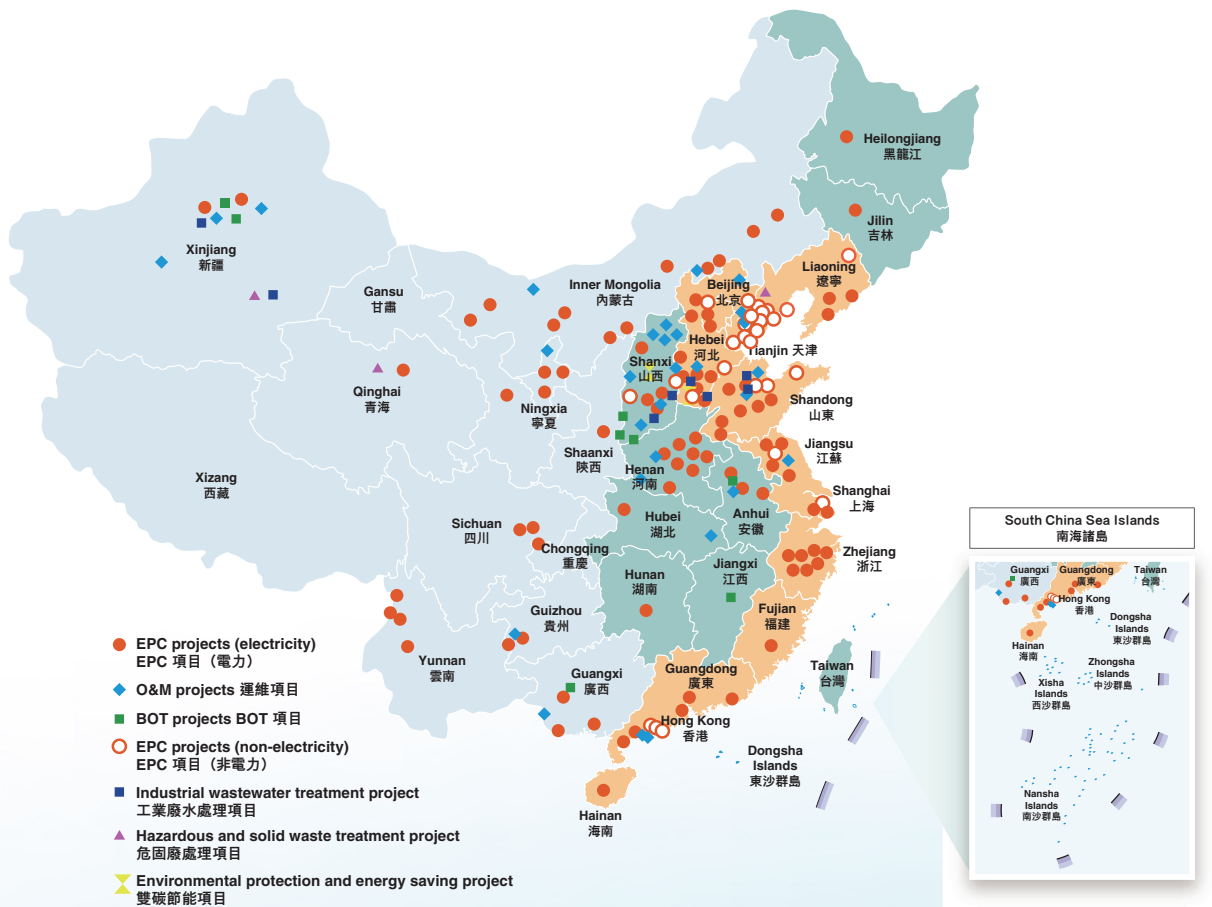 Heilongjiang
黑龍江
Jilin
吉林
Liaoning
遼寧
Xinjiang
新疆
Gansu
甘肅
Inner Mongolia
內蒙古
Beijing
北京
Hebei
河北
Tianjin 天津
Shanxi
山西
Qinghai
青海
Ningxia
寧夏
Shandong
山東
Shaanxi
陝西
Henan
河南
Jiangsu
江蘇
Xizang
西藏
Shanghai
上海
Anhui
安徽
Hubei
湖北
Sichuan
四川
Chongqing
重慶
Zhejiang
浙江
Hunan
湖南
Jiangxi
江西
Guizhou
貴州
Fujian
福建
Yunnan
雲南
Guangxi
廣西
Guangdong
廣東
Taiwan
台灣
Hong Kong
香港
Dongsha
Islands
東沙群島
Hainan
海南
EPC projects (electricity)
EPC 項目（電力）
O&M projects 運維項目
BOT projects BOT 項目
EPC projects (non-electricity)
EPC 項目（非電力）
Industrial wastewater treatment project
工業廢水處理項目
Hazardous and solid waste treatment project
危固廢處理項目
Environmental protection and energy saving project
雙碳節能項目
South China Sea Islands
南海諸島
Guangxi
廣西
Guangdong
廣東
Taiwan
台灣
Hong Kong
香港
Dongsha
Islands
東沙群島
Hainan
海南
Zhongsha
Islands
中沙群島
Xisha
Islands
西沙群島
Nansha
Islands
南沙群島